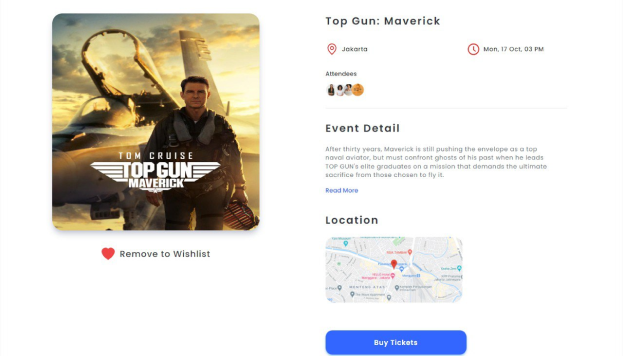 Top Gun: Maverick
Jakarta
Mon, 17 Oct, 03 PM
Attendees
TOM CRUISE
TOP GUN
MAVERICK
Event Detail
After thirty years, Maverick is still pushing the envelope as a top
naval aviator, but must confront ghosts of his past when he leads
TOP GUN's elite graduates on a mission that demands the ultimate
sacrifice from those chosen to fly it.
Read More
Remove to Wishlist
Location
MENTENG ATAS
Buy Tickets